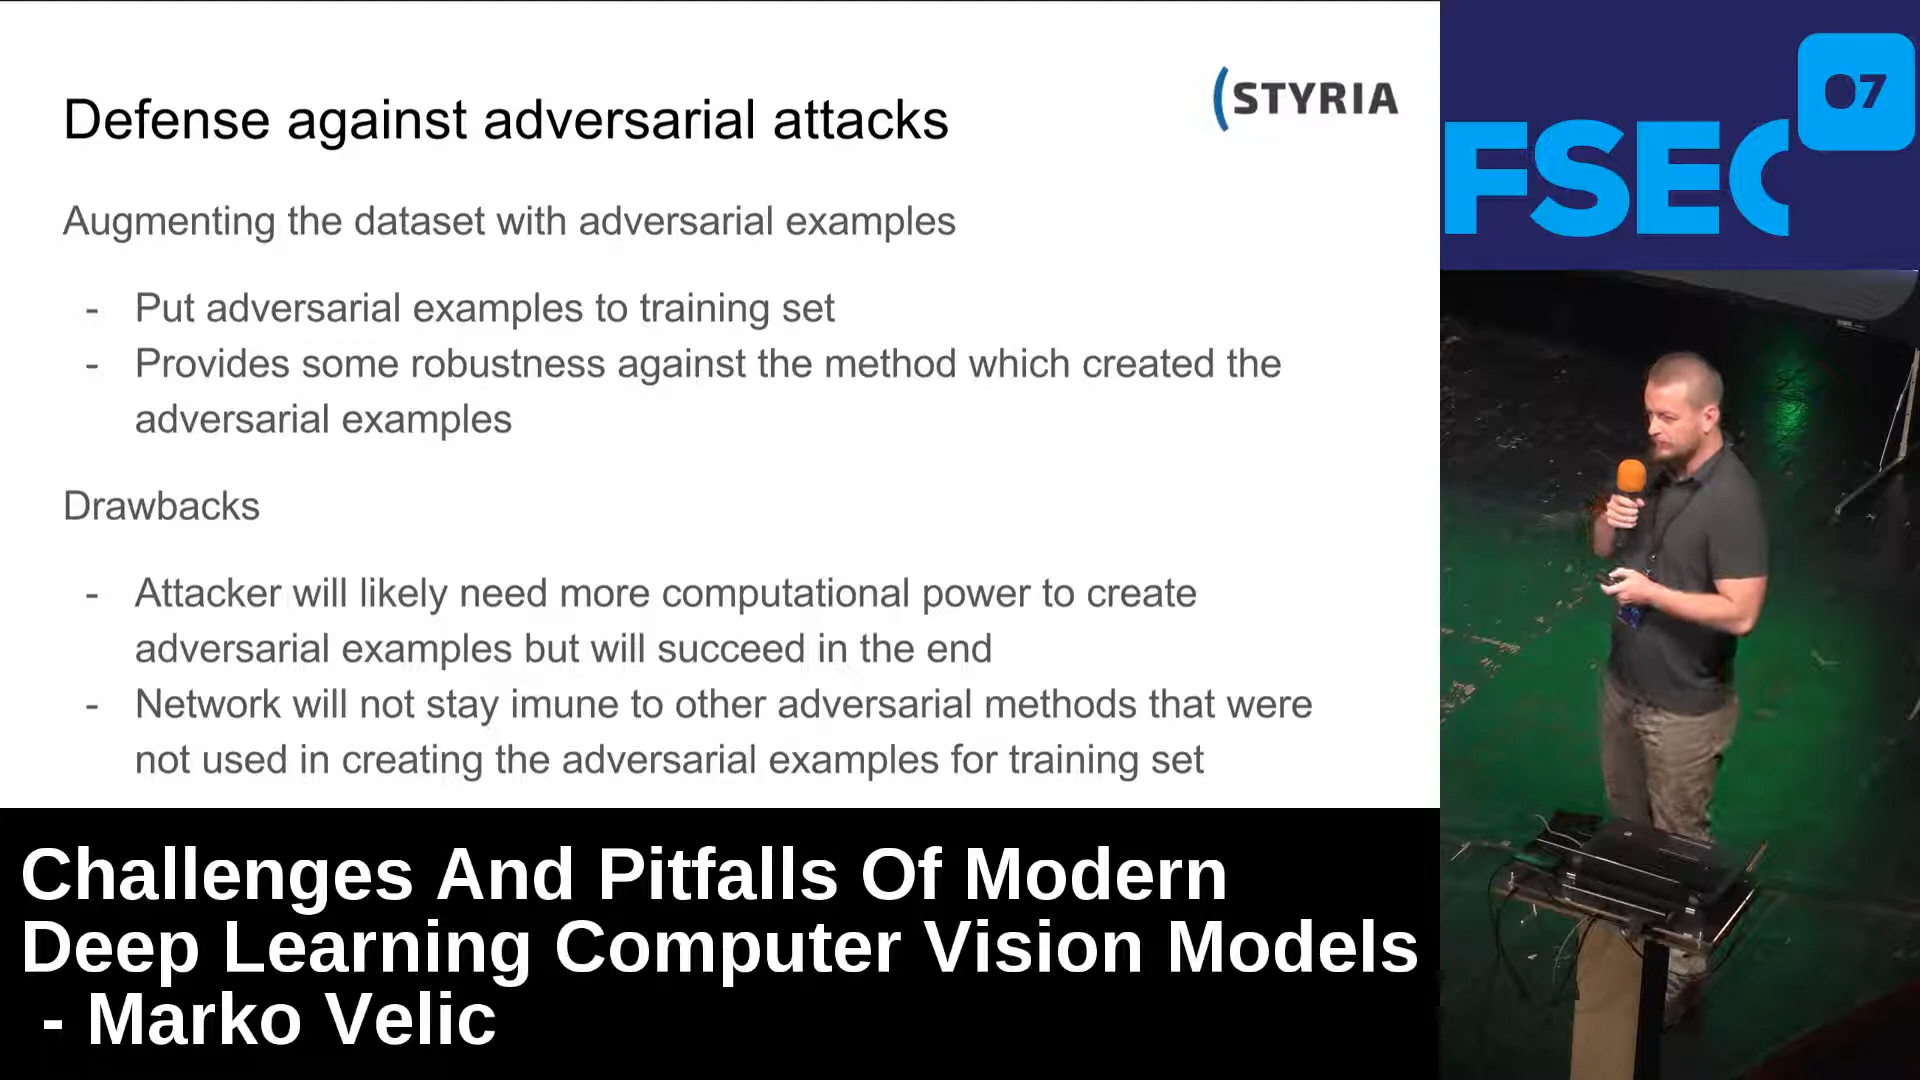 Defense against adversarial attacks
STYRIA
Augmenting the dataset with adversarial examples
- Put adversarial examples to training set
- Provides some robustness against the method which created the
adversarial examples
Drawbacks
- Attacker will likely need more computational power to create
adversarial examples but will succeed in the end
- Network will not stay imune to other adversarial methods that were
not used in creating the adversarial examples for training set
07
FSEC
Challenges And Pitfalls Of Modern
Deep Learning Computer Vision Models
- Marko Velic